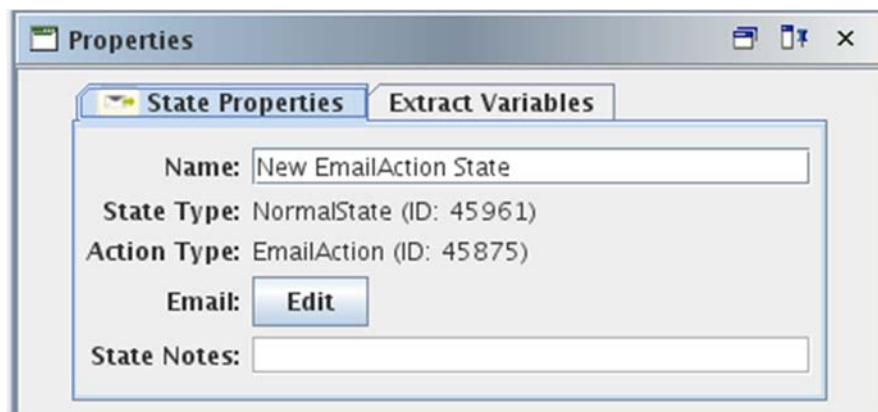 Properties
State Properties Extract Variables
Name: New EmailAction State
State Type: NormalState (ID: 45961)
Action Type: EmailAction (ID: 45875)
Email: Edit
State Notes: